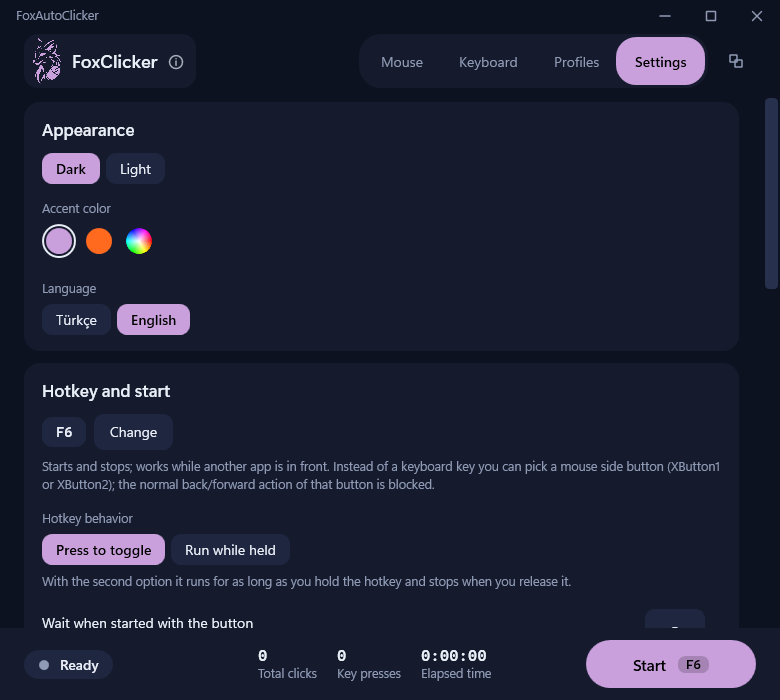 FoxAutoClicker
FoxClicker
Mouse Keyboard Profiles Settings
Appearance
Dark Light
Accent color
Language
Türkçe English
Hotkey and start
F6 Change
Starts and stops; works while another app is in front. Instead of a keyboard key you can pick a mouse side button (XButton1
or XButton2); the normal back/forward action of that button is blocked.
Hotkey behavior
Press to toggle Run while held
With the second option it runs for as long as you hold the hotkey and stops when you release it.
Wait when started with the button
Ready
0 0 0:00:00
Total clicks Key presses Elapsed time
Start F6